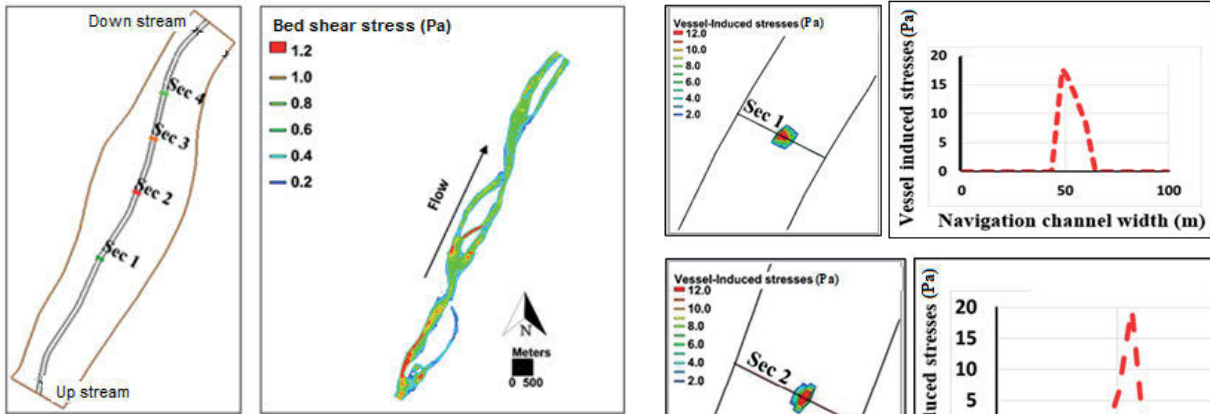 Down stream
Sec 4
Sec 3
Sec 2
Sec 1
Up stream
Bed shear stress (Pa)
1.2
1.0
0.8
0.6
0.4
0.2
Flow
N
Meters
0 500
Vessel-Induced stresses (Pa)
12.0
10.0
8.0
6.0
4.0
2.0
Sec 1
Vessel induced stresses (Pa)
20
15
10
5
0
0 50 100
Navigation channel width (m)
Vessel-Induced stresses (Pa)
12.0
10.0
8.0
6.0
4.0
2.0
Sec 2
stresses (Pa)
20
15
10
5